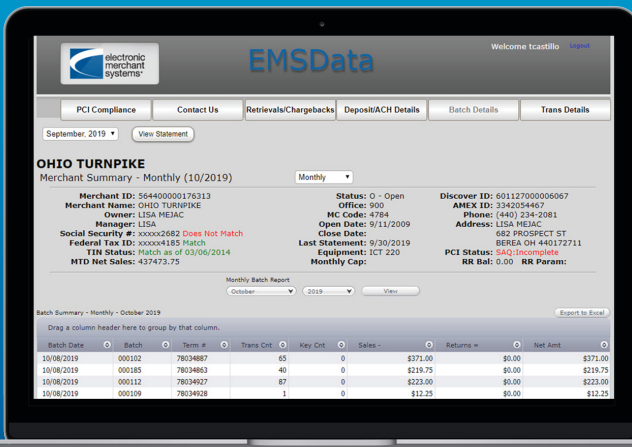 electronic
merchant
systems
EMSData
Welcome tcastillo Logout
PCI Compliance Contact Us Retrievals/Chargebacks Deposit/ACH Details Batch Details Trans Details
September, 2019 View Statement
OHIO TURNPIKE
Merchant Summary - Monthly (10/2019) Monthly
Merchant ID: 564400000176313 Status: O - Open Discover ID: 601127000006067
Merchant Name: OHIO TURNPIKE Office: 900 AMEX ID: 3342054467
Owner: LISA MEJAC MC Code: 4784 Phone: (440) 234-2081
Manager: LISA Open Date: 9/11/2009 Address: LISA MEJAC
Social Security #: xxxxx2682 Does Not Match Close Date: 682 PROSPECT ST
Federal Tax ID: xxxxx4185 Match Last Statement: 9/30/2019 BEREA OH 440172711
TIN Status: Match as of 03/06/2014 Equipment: ICT 220 PCI Status: SAQ:Incomplete
MTD Net Sales: 437473.75 Monthly Cap: RR Bal: 0.00 RR Param:
Monthly Batch Report
October 2019 View
Batch Summary - Monthly - October 2019 Export to Excel
Drag a column header here to group by that column.
Batch Date Batch Term # Trans Cnt Key Cnt Sales - Returns = Net Amt
10/08/2019 000102 78034887 65 0 $371.00 $0.00 $371.00
10/08/2019 000185 78034863 40 0 $219.75 $0.00 $219.75
10/08/2019 000112 78034927 87 0 $223.00 $0.00 $223.00
10/08/2019 000109 78034928 1 0 $12.25 $0.00 $12.25